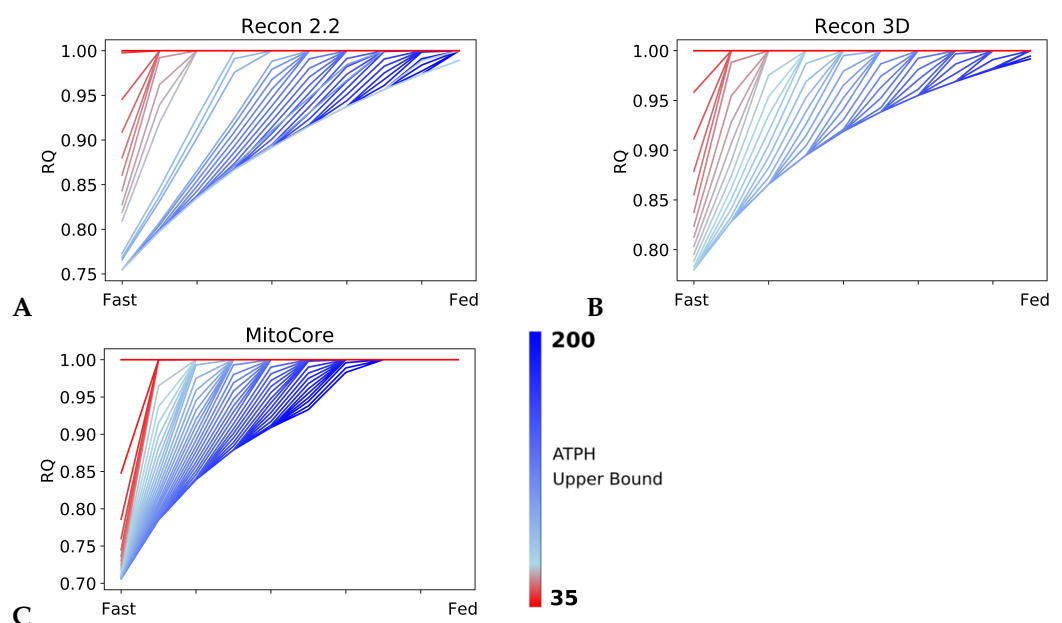 Recon 2.2
1.00
0.95
0.90
0.85
0.80
0.75
RQ
Fast
Fed
A
Recon 3D
1.00
0.95
0.90
0.85
0.80
RQ
Fast
Fed
B
MitoCore
1.00
0.95
0.90
0.85
0.80
0.75
0.70
RQ
Fast
Fed
C
200
ATPH
Upper Bound
35